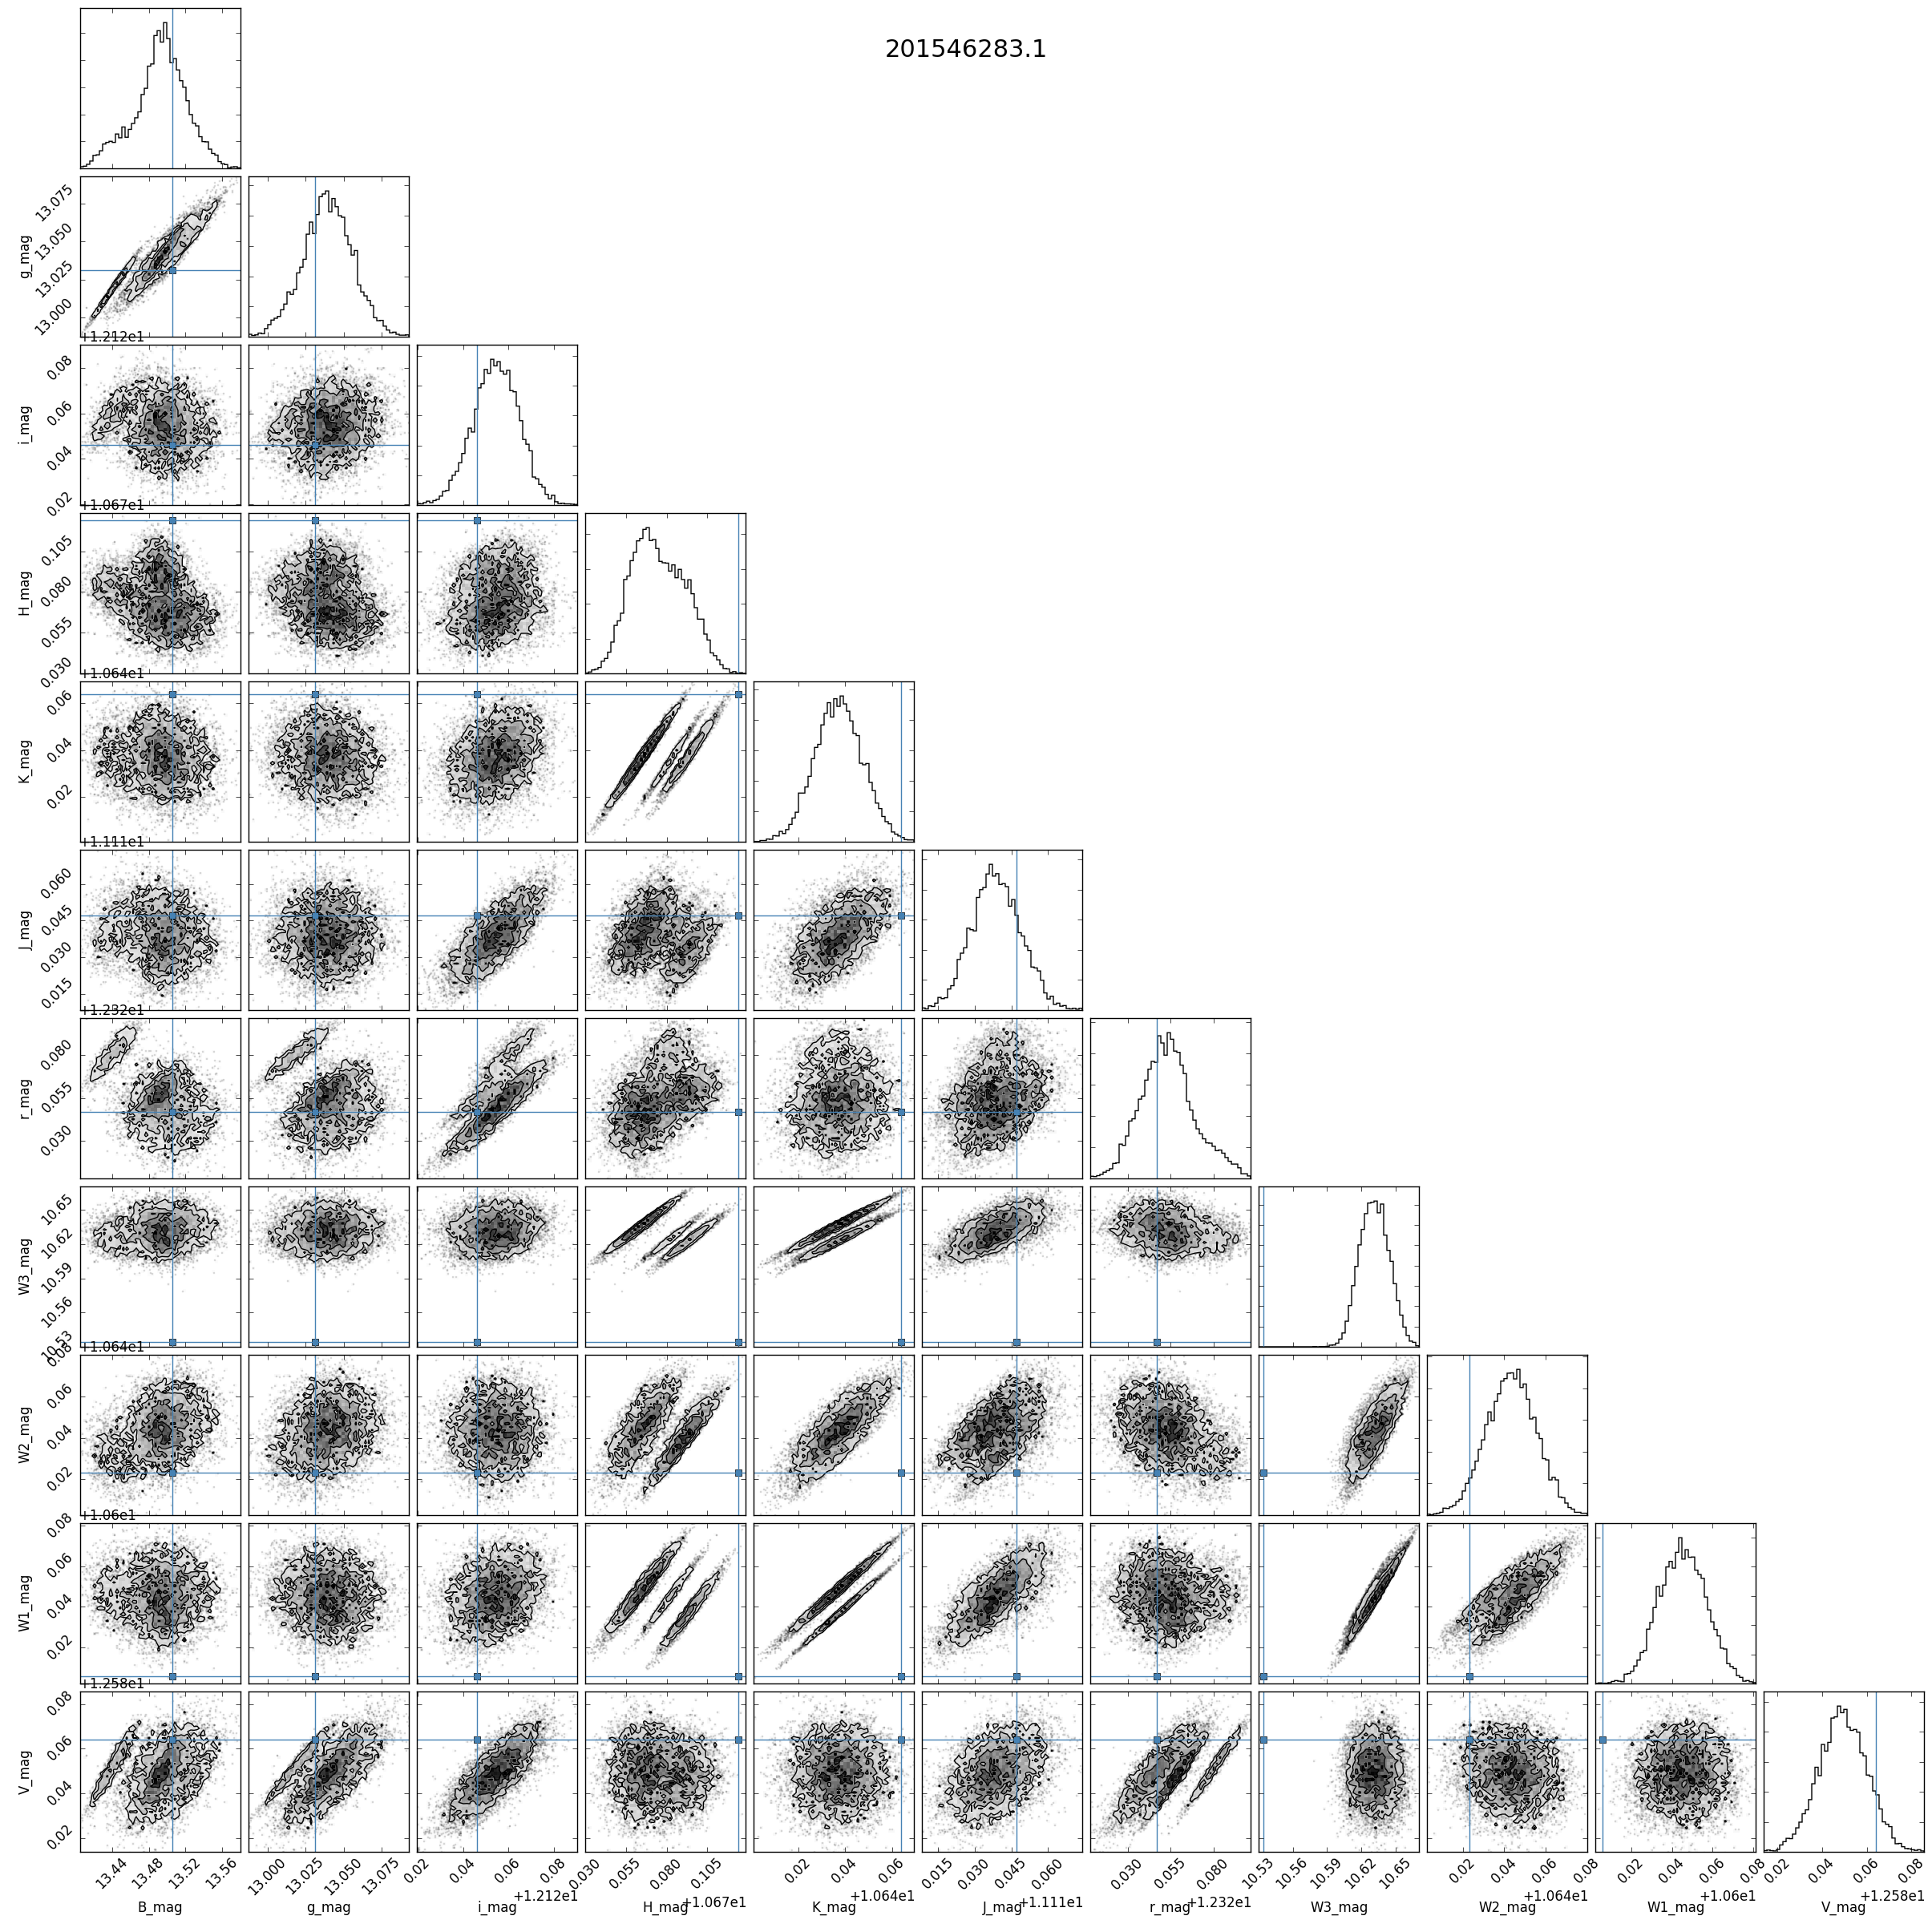 201546283.1
g_mag
13.075
13.050
13.025
13.000
+1.212e1
i_mag
0.08
0.06
0.04
0.02
+1.067e1
H_mag
0.105
0.080
0.055
0.030
+1.064e1
K_mag
0.06
0.04
0.02
+1.111e1
J_mag
0.060
0.045
0.030
0.015
+1.232e1
r_mag
0.080
0.055
0.030
W3_mag
10.65
10.62
10.59
10.56
10.53
+1.064e1
W2_mag
0.08
0.06
0.04
0.02
+1.06e1
W1_mag
0.08
0.06
0.04
0.02
+1.258e1
V_mag
0.08
0.06
0.04
0.02
13.44 13.48 13.52 13.56
13.000 13.025 13.050 13.075
0.02 0.04 0.06 0.08
0.030 0.055 0.080 0.105
0.02 0.04 0.06
0.015 0.030 0.045 0.060
0.030 0.055 0.080
10.53 10.56 10.59 10.62 10.65
0.02 0.04 0.06 0.08
0.02 0.04 0.06 0.08
0.02 0.04 0.06 0.08
+1.212e1 +1.067e1 +1.064e1 +1.111e1 +1.232e1 +1.064e1 +1.06e1 +1.258e1
B_mag g_mag i_mag H_mag K_mag J_mag r_mag W3_mag W2_mag W1_mag V_mag